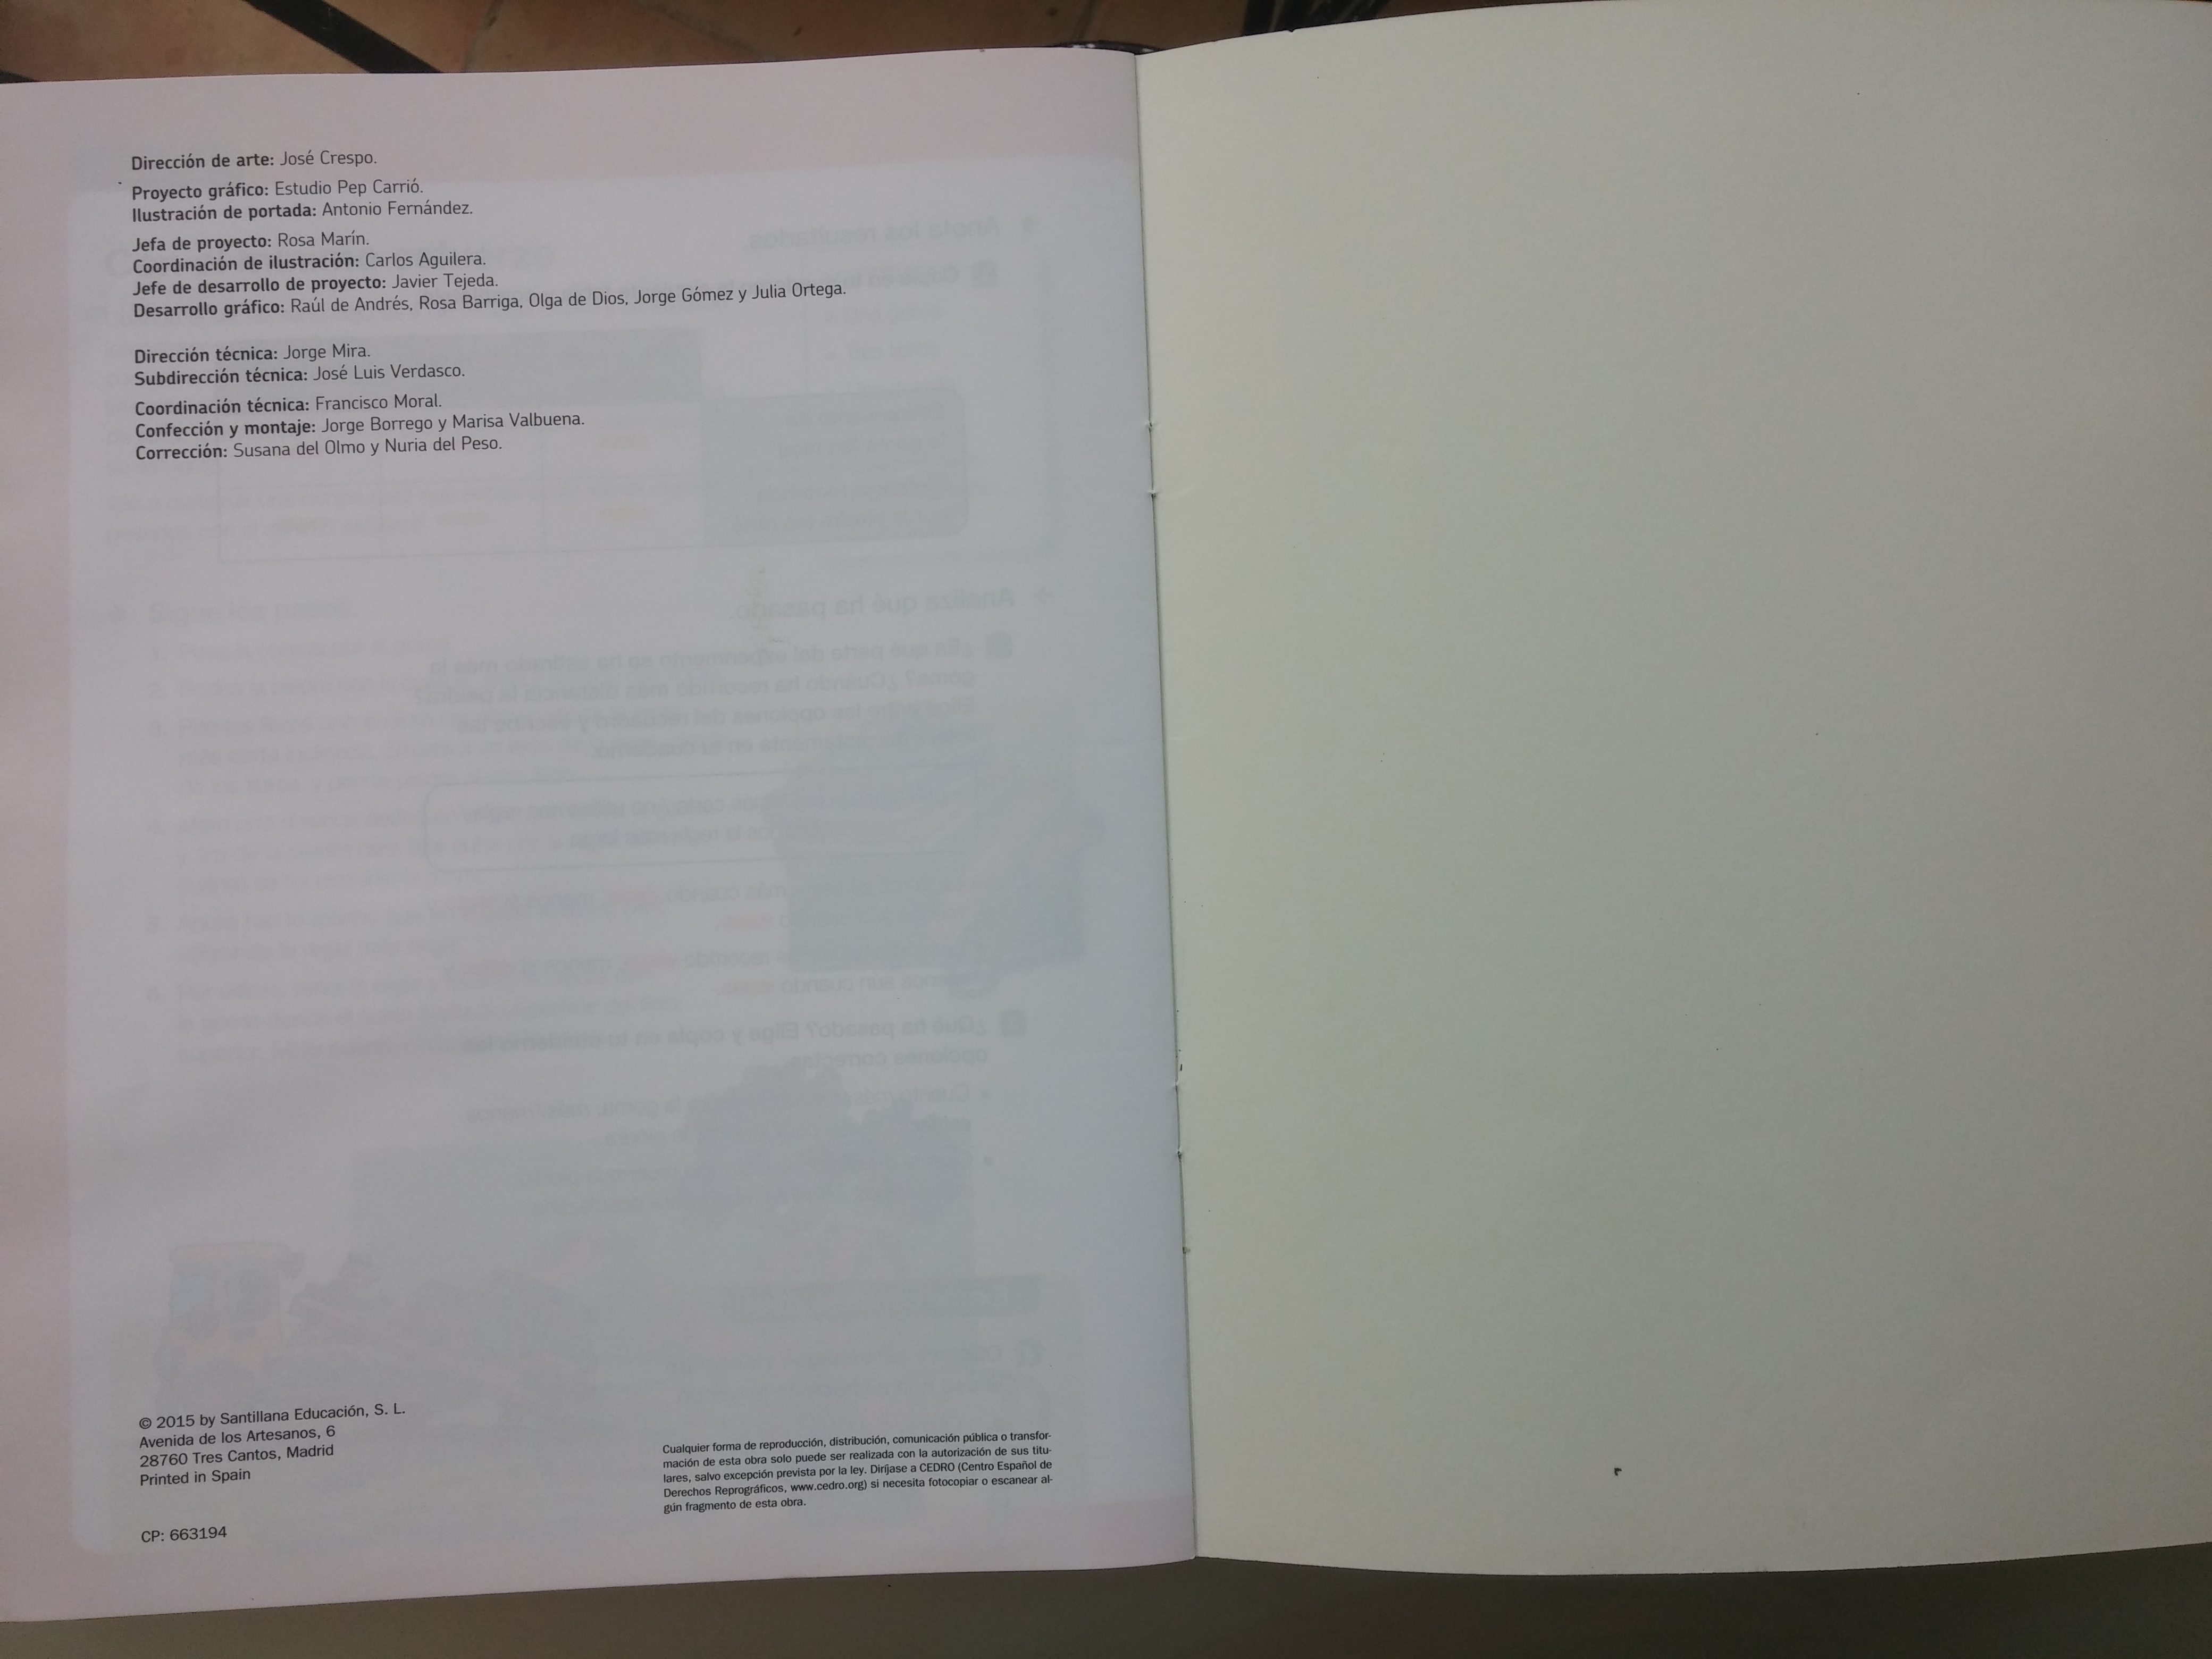 Dirección de arte: José Crespo.
Proyecto gráfico: Estudio Pep Carrió.
Ilustración de portada: Antonio Fernández.
Jefa de proyecto: Rosa Marín.
Coordinación de ilustración: Carlos Aguilera.
Jefe de desarrollo de proyecto: Javier Tejeda.
Desarrollo gráfico: Raúl de Andrés, Rosa Barriga, Olga de Dios, Jorge Gómez y Julia Ortega.
Dirección técnica: Jorge Mira.
Subdirección técnica: José Luis Verdasco.
Coordinación técnica: Francisco Moral.
Confección y montaje: Jorge Borrego y Marisa Valbuena.
Corrección: Susana del Olmo y Nuria del Peso.
© 2015 by Santillana Educación, S. L.
Avenida de los Artesanos, 6
28760 Tres Cantos, Madrid
Printed in Spain
CP: 663194
Cualquier forma de reproducción, distribución, comunicación pública o transfor-
mación de esta obra solo puede ser realizada con la autorización de sus titu-
lares, salvo excepción prevista por la ley. Diríjase a CEDRO (Centro Español de
Derechos Reprográficos, www.cedro.org) si necesita fotocopiar o escanear al-
gún fragmento de esta obra.